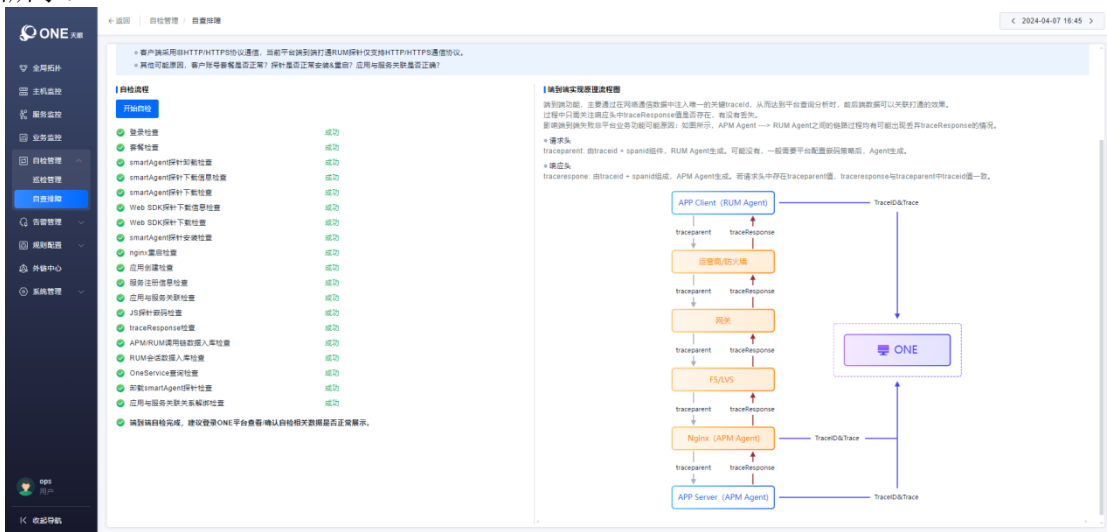 ONE 天眼
←返回 自检管理 / 自查排障
< 2024-04-07 16:45 >
全局拓扑
主机监控
服务监控
业务监控
自检管理
巡检管理
自查排障
告警管理
规则配置
外链中心
系统管理
ops
用户
收起导航
客户端采用非HTTP/HTTPS协议通信，当前平台端到端打通RUM探针仅支持HTTP/HTTPS通信协议。
其他可能原因，客户账号套餐是否正常？探针是否正常安装&重启？应用与服务关联是否正确？
自检流程
开始自检
登录检查 成功
套餐检查 成功
smartAgent探针卸载检查 成功
smartAgent探针下载信息检查 成功
smartAgent探针下载检查 成功
Web SDK探针下载信息检查 成功
Web SDK探针下载检查 成功
smartAgent探针安装检查 成功
nginx重启检查 成功
应用创建检查 成功
服务注册信息检查 成功
应用与服务关联检查 成功
JS探针嵌码检查 成功
traceResponse检查 成功
APM/RUM调用链数据入库检查 成功
RUM会话数据入库检查 成功
OneService查询检查 成功
卸载smartAgent探针检查 成功
应用与服务关联关系解绑检查 成功
端到端自检完成，建议登录ONE平台查看/确认自检相关数据是否正常展示。
端到端实现原理流程图
端到端功能，主要通过在网络通信数据中注入唯一的关键traceid，从而达到平台查询分析时，前后端数据可以关联打通的效果。
过程中只需关注响应头中traceResponse值是否存在，有没有丢失。
影响端到端失败非平台业务功能可能原因：如图所示，APM Agent ---> RUM Agent之间的链路过程均有可能出现丢弃traceResponse的情况。
请求头
traceparent: 由traceid + spanid组件，RUM Agent生成。可能没有，一般需要平台配置嵌码策略后，Agent生成。
响应头
tracerespone: 由traceid + spanid组成，APM Agent生成。若请求头中存在traceparent值，traceresponse与traceparent中traceid值一致。
APP Client（RUM Agent）
TraceID&Trace
traceparent traceResponse
运营商/防火墙
traceparent traceResponse
网关
traceparent traceResponse
ONE
F5/LVS
traceparent traceResponse
Nginx（APM Agent）
TraceID&Trace
traceparent traceResponse
APP Server（APM Agent）
TraceID&Trace